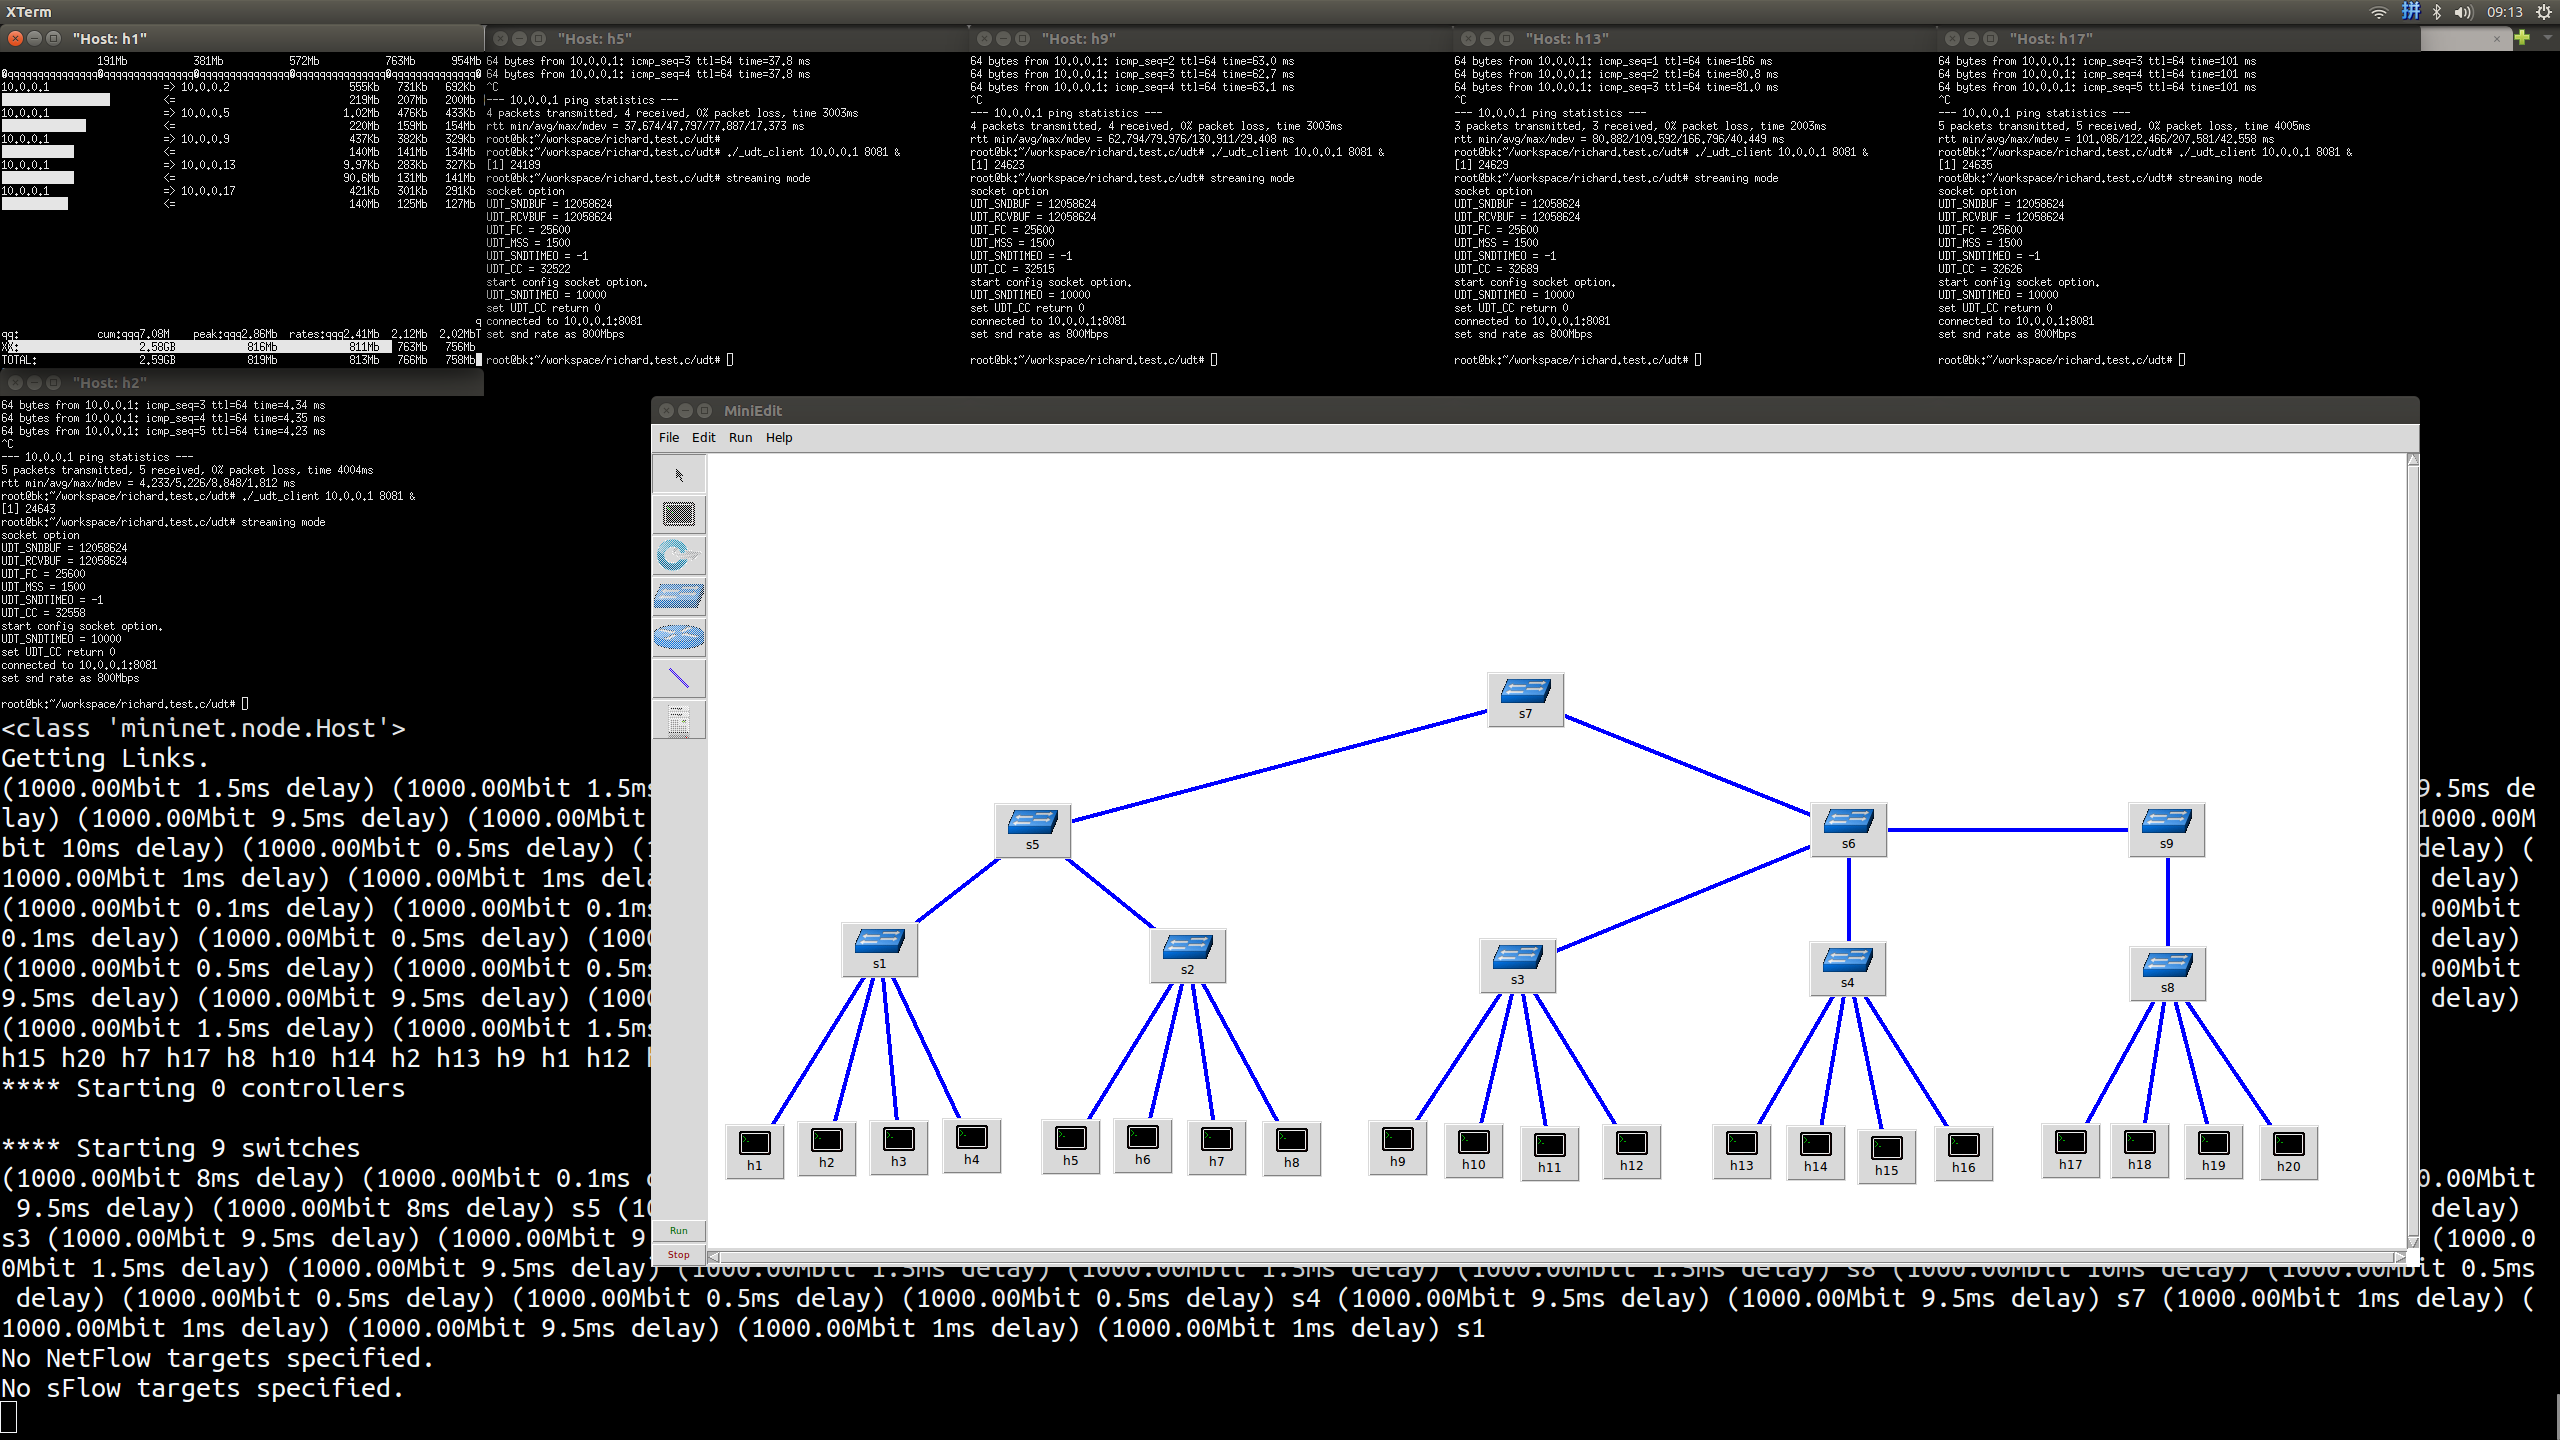 XTerm
09:13
"Host: h1"
191Mb 381Mb 572Mb 763Mb 954Mb
10.0.0.1 => 10.0.0.2 555Kb 731Kb 692Kb
<= 219Mb 207Mb 200Mb
10.0.0.1 => 10.0.0.5 1.02Mb 476Kb 433Kb
<= 220Mb 159Mb 154Mb
10.0.0.1 => 10.0.0.9 437Kb 382Kb 329Kb
<= 140Mb 141Mb 134Mb
10.0.0.1 => 10.0.0.13 9.97Kb 293Kb 327Kb
<= 90.6Mb 131Mb 141Mb
10.0.0.1 => 10.0.0.17 421Kb 301Kb 291Kb
<= 140Mb 125Mb 127Mb
qq: cum:qqq7.08M peak:qqq2.86Mb rates:qqq2.41Mb 2.12Mb 2.02MbT
XX: 2.58GB 816Mb 811Mb 763Mb 756Mb
TOTAL: 2.59GB 819Mb 813Mb 766Mb 758Mb
"Host: h5"
64 bytes from 10.0.0.1: icmp_seq=3 ttl=64 time=37.8 ms
64 bytes from 10.0.0.1: icmp_seq=4 ttl=64 time=37.8 ms
^C
--- 10.0.0.1 ping statistics ---
4 packets transmitted, 4 received, 0% packet loss, time 3003ms
rtt min/avg/max/mdev = 37.674/47.797/77.887/17.373 ms
root@bk:~/workspace/richard.test.c/udt#
root@bk:~/workspace/richard.test.c/udt# ./_udt_client 10.0.0.1 8081 &
[1] 24189
root@bk:~/workspace/richard.test.c/udt# streaming mode
socket option
UDT_SNDBUF = 12058624
UDT_RCVBUF = 12058624
UDT_FC = 25600
UDT_MSS = 1500
UDT_SNDTIMEO = -1
UDT_CC = 32522
start config socket option.
UDT_SNDTIMEO = 10000
set UDT_CC return 0
connected to 10.0.0.1:8081
set snd rate as 800Mbps
root@bk:~/workspace/richard.test.c/udt#
"Host: h9"
64 bytes from 10.0.0.1: icmp_seq=2 ttl=64 time=63.0 ms
64 bytes from 10.0.0.1: icmp_seq=3 ttl=64 time=62.7 ms
64 bytes from 10.0.0.1: icmp_seq=4 ttl=64 time=63.1 ms
^C
--- 10.0.0.1 ping statistics ---
4 packets transmitted, 4 received, 0% packet loss, time 3003ms
rtt min/avg/max/mdev = 62.794/79.976/130.911/29.408 ms
root@bk:~/workspace/richard.test.c/udt# ./_udt_client 10.0.0.1 8081 &
[1] 24623
root@bk:~/workspace/richard.test.c/udt# streaming mode
socket option
UDT_SNDBUF = 12058624
UDT_RCVBUF = 12058624
UDT_FC = 25600
UDT_MSS = 1500
UDT_SNDTIMEO = -1
UDT_CC = 32515
start config socket option.
UDT_SNDTIMEO = 10000
set UDT_CC return 0
connected to 10.0.0.1:8081
set snd rate as 800Mbps
root@bk:~/workspace/richard.test.c/udt#
"Host: h13"
64 bytes from 10.0.0.1: icmp_seq=1 ttl=64 time=166 ms
64 bytes from 10.0.0.1: icmp_seq=2 ttl=64 time=80.8 ms
64 bytes from 10.0.0.1: icmp_seq=3 ttl=64 time=81.0 ms
^C
--- 10.0.0.1 ping statistics ---
3 packets transmitted, 3 received, 0% packet loss, time 2003ms
rtt min/avg/max/mdev = 80.882/109.592/166.796/40.449 ms
root@bk:~/workspace/richard.test.c/udt# ./_udt_client 10.0.0.1 8081 &
[1] 24629
root@bk:~/workspace/richard.test.c/udt# streaming mode
socket option
UDT_SNDBUF = 12058624
UDT_RCVBUF = 12058624
UDT_FC = 25600
UDT_MSS = 1500
UDT_SNDTIMEO = -1
UDT_CC = 32689
start config socket option.
UDT_SNDTIMEO = 10000
set UDT_CC return 0
connected to 10.0.0.1:8081
set snd rate as 800Mbps
root@bk:~/workspace/richard.test.c/udt#
"Host: h17"
64 bytes from 10.0.0.1: icmp_seq=3 ttl=64 time=101 ms
64 bytes from 10.0.0.1: icmp_seq=4 ttl=64 time=101 ms
64 bytes from 10.0.0.1: icmp_seq=5 ttl=64 time=101 ms
^C
--- 10.0.0.1 ping statistics ---
5 packets transmitted, 5 received, 0% packet loss, time 4005ms
rtt min/avg/max/mdev = 101.086/122.466/207.581/42.558 ms
root@bk:~/workspace/richard.test.c/udt# ./_udt_client 10.0.0.1 8081 &
[1] 24635
root@bk:~/workspace/richard.test.c/udt# streaming mode
socket option
UDT_SNDBUF = 12058624
UDT_RCVBUF = 12058624
UDT_FC = 25600
UDT_MSS = 1500
UDT_SNDTIMEO = -1
UDT_CC = 32626
start config socket option.
UDT_SNDTIMEO = 10000
set UDT_CC return 0
connected to 10.0.0.1:8081
set snd rate as 800Mbps
root@bk:~/workspace/richard.test.c/udt#
"Host: h2"
64 bytes from 10.0.0.1: icmp_seq=3 ttl=64 time=4.34 ms
64 bytes from 10.0.0.1: icmp_seq=4 ttl=64 time=4.35 ms
64 bytes from 10.0.0.1: icmp_seq=5 ttl=64 time=4.23 ms
^C
--- 10.0.0.1 ping statistics ---
5 packets transmitted, 5 received, 0% packet loss, time 4004ms
rtt min/avg/max/mdev = 4.233/5.226/8.848/1.812 ms
root@bk:~/workspace/richard.test.c/udt# ./_udt_client 10.0.0.1 8081 &
[1] 24643
root@bk:~/workspace/richard.test.c/udt# streaming mode
socket option
UDT_SNDBUF = 12058624
UDT_RCVBUF = 12058624
UDT_FC = 25600
UDT_MSS = 1500
UDT_SNDTIMEO = -1
UDT_CC = 32558
start config socket option.
UDT_SNDTIMEO = 10000
set UDT_CC return 0
connected to 10.0.0.1:8081
set snd rate as 800Mbps
root@bk:~/workspace/richard.test.c/udt#
MiniEdit
File Edit Run Help
s7
s5 s6 s9
s1 s2 s3 s4 s8
h1 h2 h3 h4 h5 h6 h7 h8 h9 h10 h11 h12 h13 h14 h15 h16 h17 h18 h19 h20
Run
Stop
<class 'mininet.node.Host'>
Getting Links.
(1000.00Mbit 1.5ms delay) (1000.00Mbit 1.5ms 9.5ms de
lay) (1000.00Mbit 9.5ms delay) (1000.00Mbit 1000.00M
bit 10ms delay) (1000.00Mbit 0.5ms delay) ( delay) (
1000.00Mbit 1ms delay) (1000.00Mbit 1ms dela delay)
(1000.00Mbit 0.1ms delay) (1000.00Mbit 0.1ms .00Mbit
0.1ms delay) (1000.00Mbit 0.5ms delay) (100 delay)
(1000.00Mbit 0.5ms delay) (1000.00Mbit 0.5ms .00Mbit
9.5ms delay) (1000.00Mbit 9.5ms delay) (100 delay)
(1000.00Mbit 1.5ms delay) (1000.00Mbit 1.5ms
h15 h20 h7 h17 h8 h10 h14 h2 h13 h9 h1 h12
**** Starting 0 controllers
**** Starting 9 switches
(1000.00Mbit 8ms delay) (1000.00Mbit 0.1ms 0.00Mbit
9.5ms delay) (1000.00Mbit 8ms delay) s5 (1 delay)
s3 (1000.00Mbit 9.5ms delay) (1000.00Mbit 9 (1000.0
0Mbit 1.5ms delay) (1000.00Mbit 9.5ms delay) (1000.00Mbit 1.5ms delay) (1000.00Mbit 1.5ms delay) (1000.00Mbit 1.5ms delay) s8 (1000.00Mbit 10ms delay) (1000.00Mbit 0.5ms
delay) (1000.00Mbit 0.5ms delay) (1000.00Mbit 0.5ms delay) (1000.00Mbit 0.5ms delay) s4 (1000.00Mbit 9.5ms delay) (1000.00Mbit 9.5ms delay) s7 (1000.00Mbit 1ms delay) (
1000.00Mbit 1ms delay) (1000.00Mbit 9.5ms delay) (1000.00Mbit 1ms delay) (1000.00Mbit 1ms delay) s1
No NetFlow targets specified.
No sFlow targets specified.